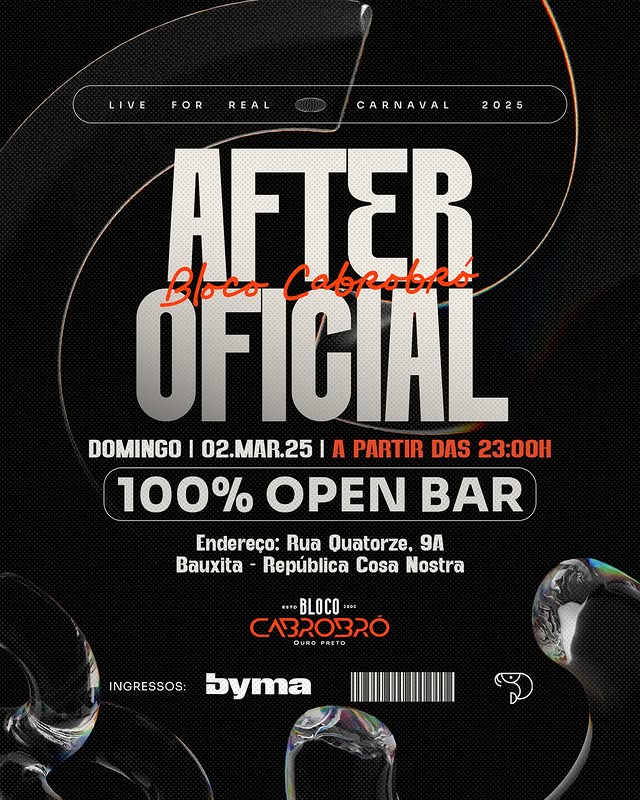 LIVE FOR REAL CARNAVAL 2025
AFTER
Bloco Cabrobró
OFICIAL
DOMINGO | 02.MAR.25 | A PARTIR DAS 23:00H
100% OPEN BAR
Endereço: Rua Quatorze, 9A
Bauxita - República Cosa Nostra
ESTD BLOCO 2005
CABROBRÓ
OURO PRETO
INGRESSOS: byma